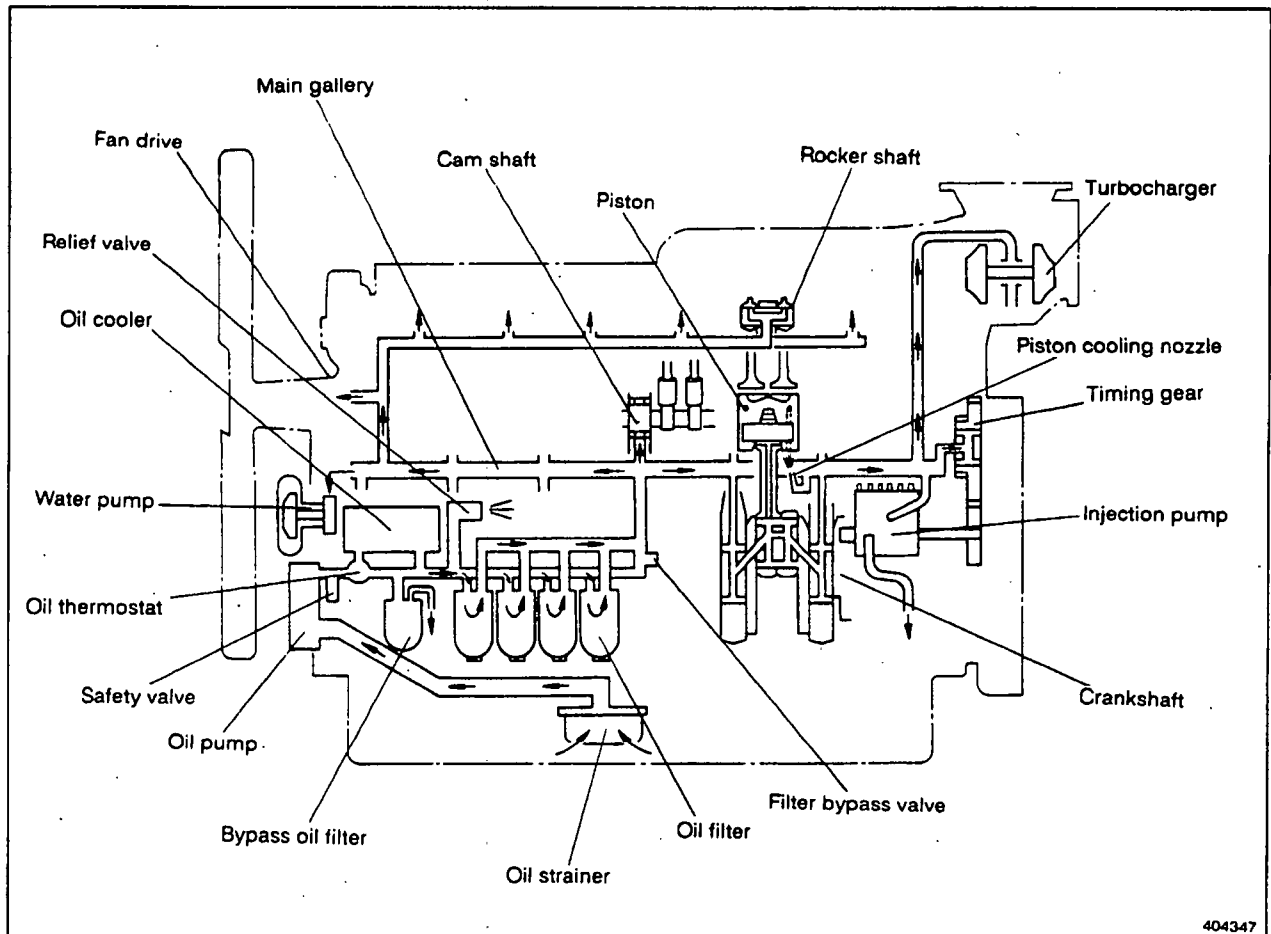 Main gallery
Fan drive
Cam shaft
Rocker shaft
Piston
Turbocharger
Relief valve
Oil cooler
Piston cooling nozzle
Timing gear
Water pump
Injection pump
Oil thermostat
Safety valve
Crankshaft
Oil pump
Filter bypass valve
Bypass oil filter
Oil filter
Oil strainer
404347